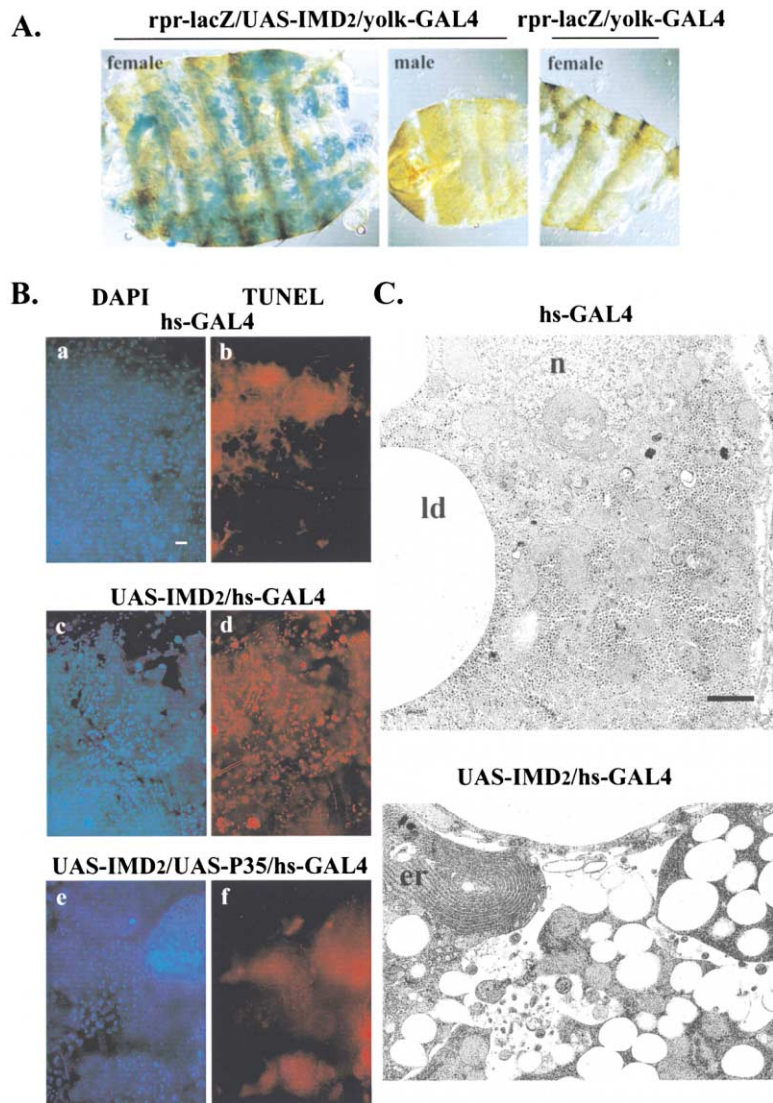 A.
rpr-lacZ/UAS-IMD2/yolk-GAL4 rpr-lacZ/yolk-GAL4
female male female
B. C.
DAPI TUNEL
hs-GAL4 hs-GAL4
a b
n
ld
UAS-IMD2/hs-GAL4
c d
UAS-IMD2/hs-GAL4
er
UAS-IMD2/UAS-P35/hs-GAL4
e f